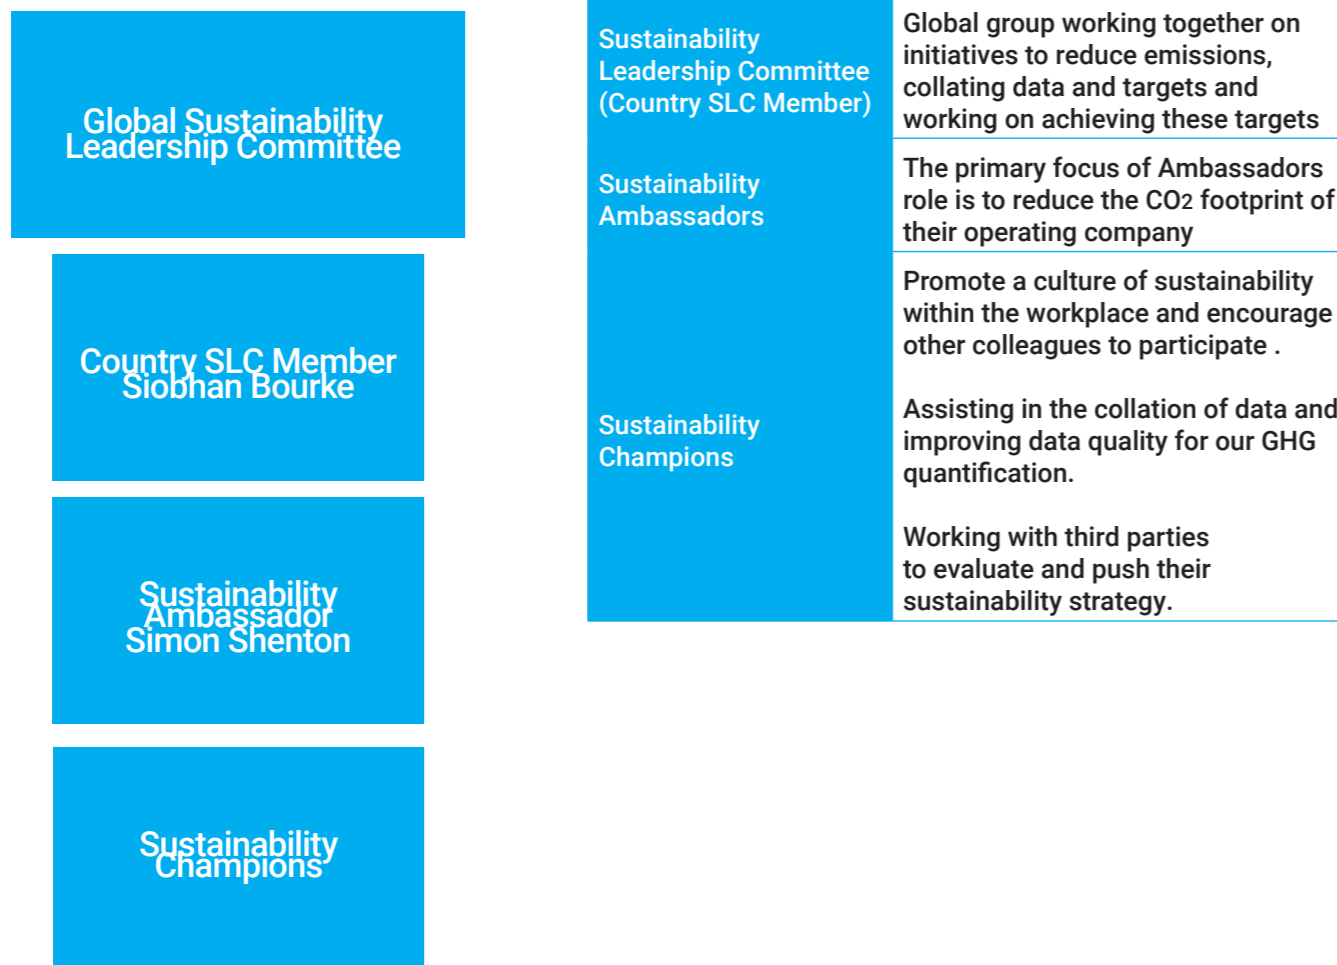 Global Sustainability
Leadership Committee
Country SLC Member
Siobhan Bourke
Sustainability
Ambassador
Simon Shenton
Sustainability
Champions
Sustainability
Leadership Committee
(Country SLC Member)
Global group working together on
initiatives to reduce emissions,
collating data and targets and
working on achieving these targets
Sustainability
Ambassadors
The primary focus of Ambassadors
role is to reduce the CO2 footprint of
their operating company
Sustainability
Champions
Promote a culture of sustainability
within the workplace and encourage
other colleagues to participate .
Assisting in the collation of data and
improving data quality for our GHG
quantification.
Working with third parties
to evaluate and push their
sustainability strategy.